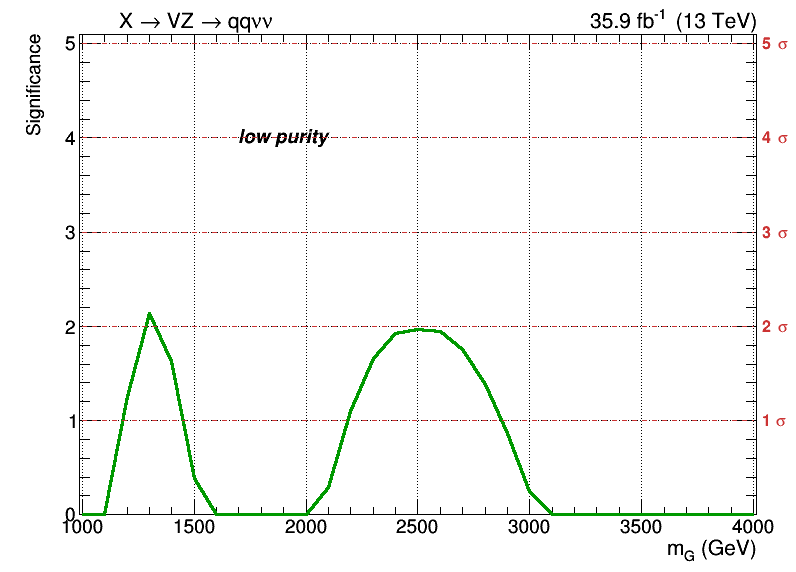 X → VZ → qqνν 35.9 fb⁻¹ (13 TeV)
Significance
5 5 σ
low purity
4 4 σ
3 3 σ
2 2 σ
1 1 σ
0
1000 1500 2000 2500 3000 3500 4000
m_G (GeV)